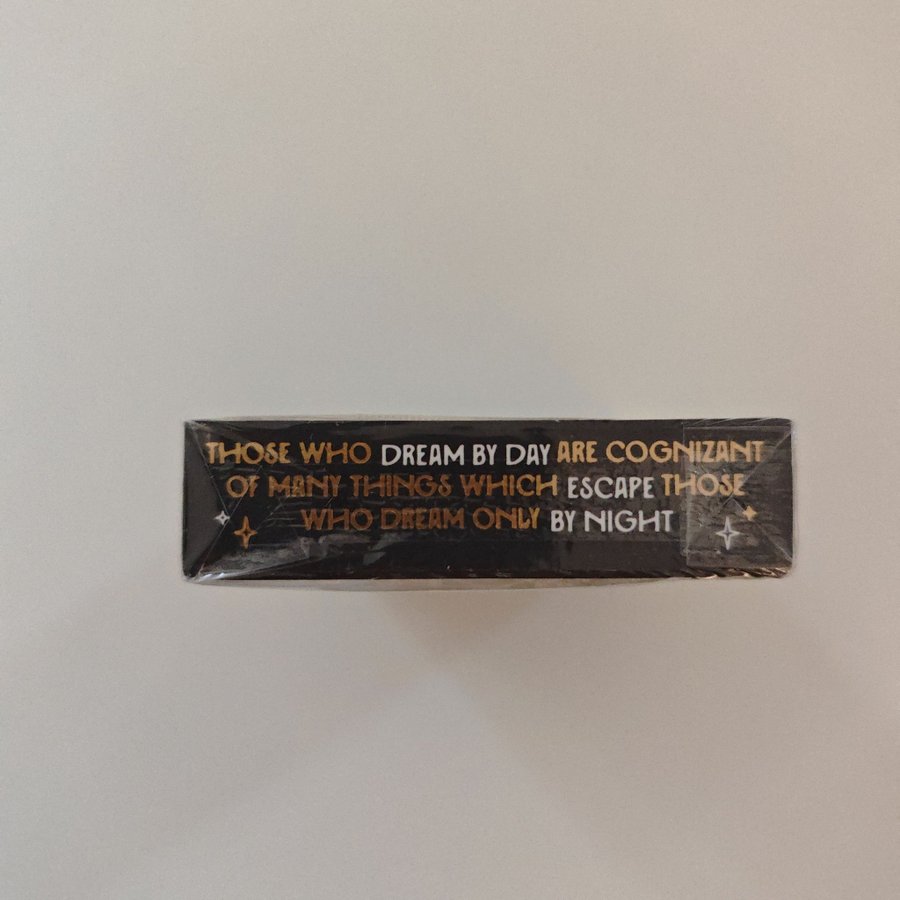 THOSE WHO DREAM BY DAY ARE COGNIZANT
OF MANY THINGS WHICH ESCAPE THOSE
WHO DREAM ONLY BY NIGHT